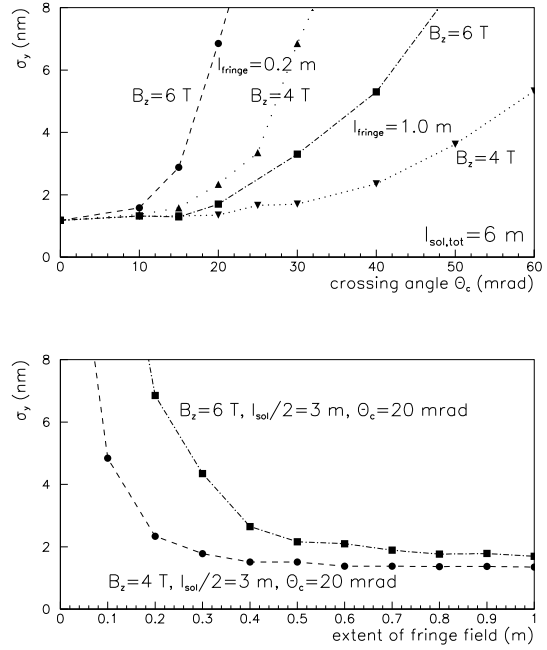 σy (nm)
8
6
4
2
0
Bz=6 T
lfringe=0.2 m
Bz=4 T
Bz=6 T
lfringe=1.0 m
Bz=4 T
lsol,tot=6 m
0 10 20 30 40 50 60
crossing angle Θc (mrad)
σy (nm)
8
6
4
2
0
Bz=6 T, lsol/2=3 m, Θc=20 mrad
Bz=4 T, lsol/2=3 m, Θc=20 mrad
0 0.1 0.2 0.3 0.4 0.5 0.6 0.7 0.8 0.9 1
extent of fringe field (m)